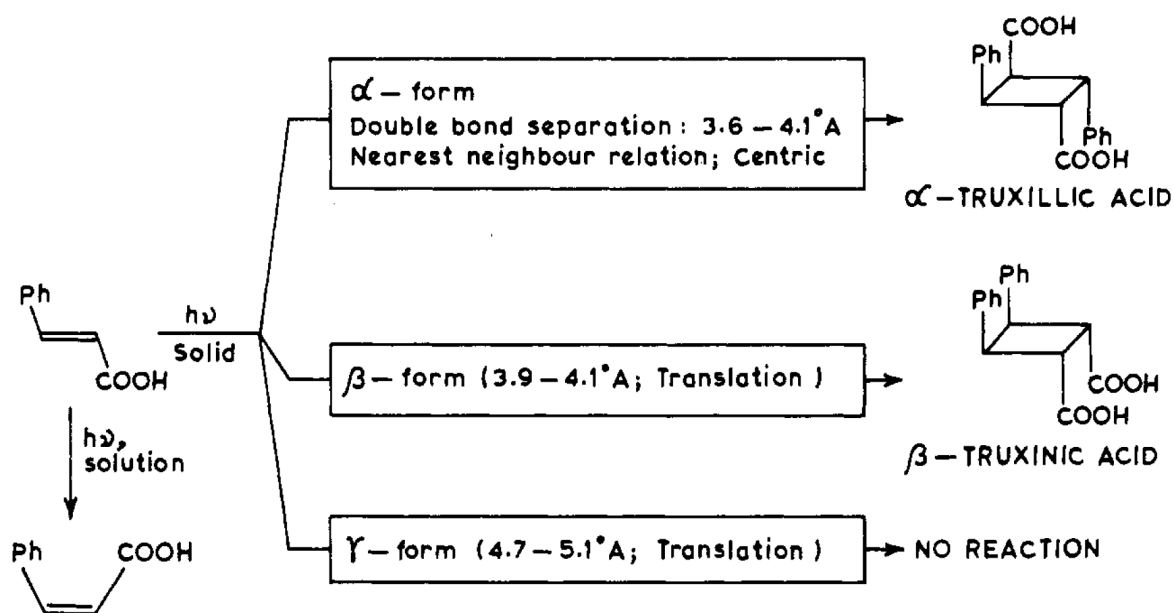 Ph
COOH
hν
Solid
hν,
solution
Ph
COOH
α – form
Double bond separation : 3.6 – 4.1°A
Nearest neighbour relation; Centric
COOH
Ph
Ph
COOH
α – TRUXILLIC ACID
β – form (3.9 – 4.1°A; Translation )
Ph
Ph
COOH
COOH
β – TRUXINIC ACID
γ – form (4.7 – 5.1°A; Translation )
NO REACTION